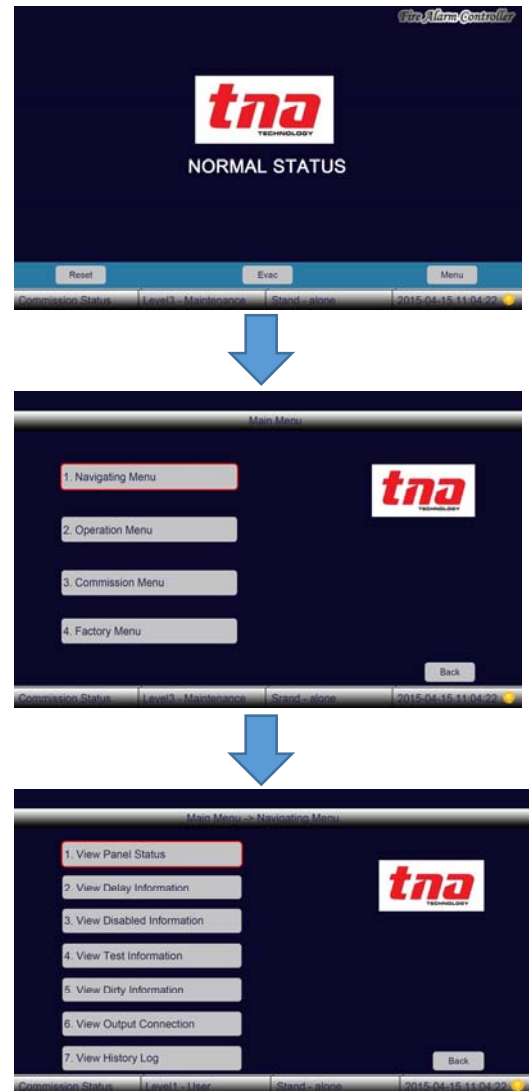 Fire Alarm Controller
tna
TECHNOLOGY
NORMAL STATUS
Reset Evac Menu
Commission Status Level3 - Maintenance Stand - alone 2015-04-15 11:04:22
Main Menu
1. Navigating Menu
tna
TECHNOLOGY
2. Operation Menu
3. Commission Menu
4. Factory Menu
Back
Commission Status Level3 - Maintenance Srand - alone 2015-04-15 11:04:22
Main Menu -> Navigating Menu
1. View Panel Status
2. View Delay Information
tna
TECHNOLOGY
3. View Disabled Information
4. View Test Information
5. View Dirty Information
6. View Output Connection
7. View History Log
Back
Commission Status Level1 - User Stand - alone 2015-04-15 11:04:22